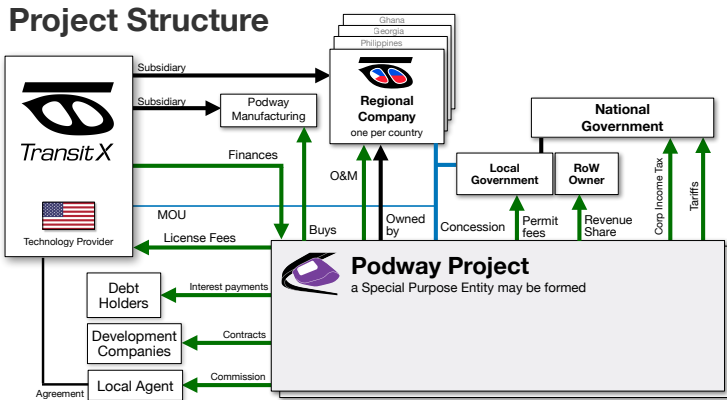 Project Structure
Ghana
Georgia
Philippines
Subsidiary
Regional
Company
one per country
Subsidiary
Podway
Manufacturing
National
Government
TransitX
Finances
O&M
Local
Government
RoW
Owner
Corp Income Tax
Tariffs
MOU
Technology Provider
License Fees
Buys
Owned
by
Concession
Permit
fees
Revenue
Share
Podway Project
a Special Purpose Entity may be formed
Debt
Holders
Interest payments
Development
Companies
Contracts
Agreement
Local Agent
Commission